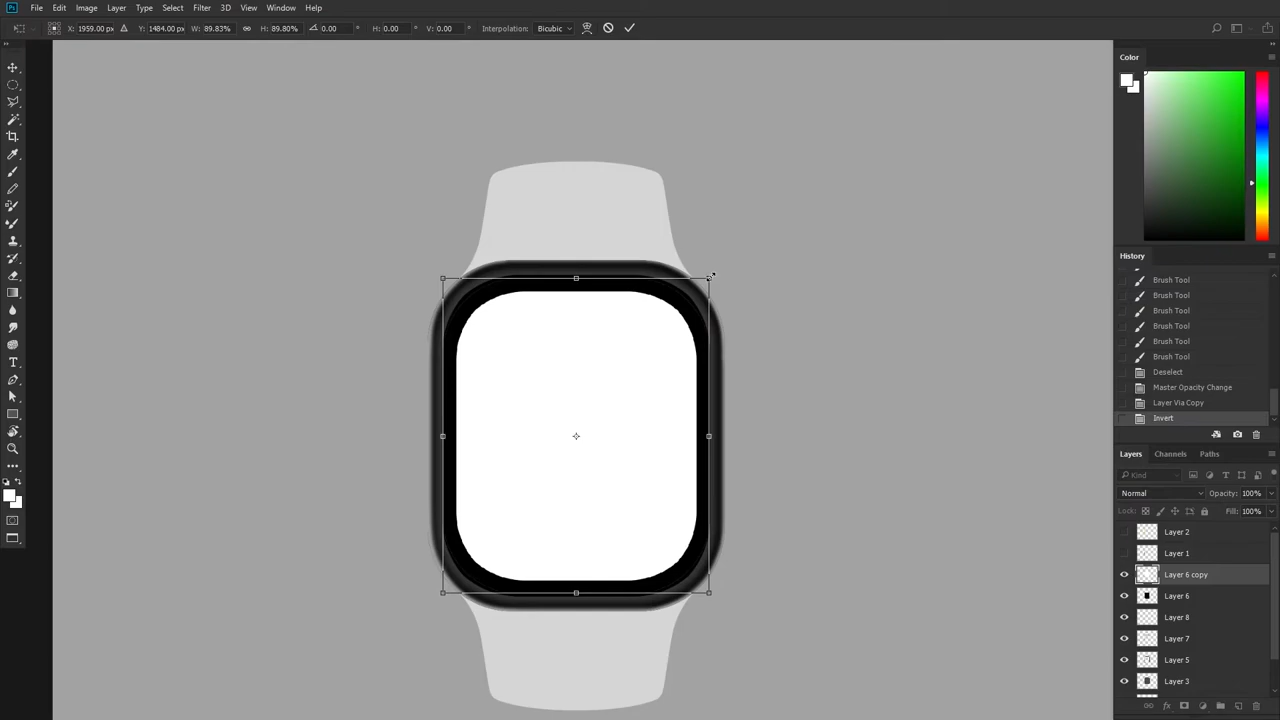 Ps File Edit Image Layer Type Select Filter 3D View Window Help
X: 1959.00 px Y: 1484.00 px W: 89.83% H: 89.80% 0.00 H: 0.00 V: 0.00 Interpolation: Bicubic
Color
History
Brush Tool
Brush Tool
Brush Tool
Brush Tool
Brush Tool
Brush Tool
Deselect
Master Opacity Change
Layer Via Copy
Invert
Layers Channels Paths
Kind
Normal Opacity: 100%
Lock: Fill: 100%
Layer 2
Layer 1
Layer 6 copy
Layer 6
Layer 8
Layer 7
Layer 5
Layer 3